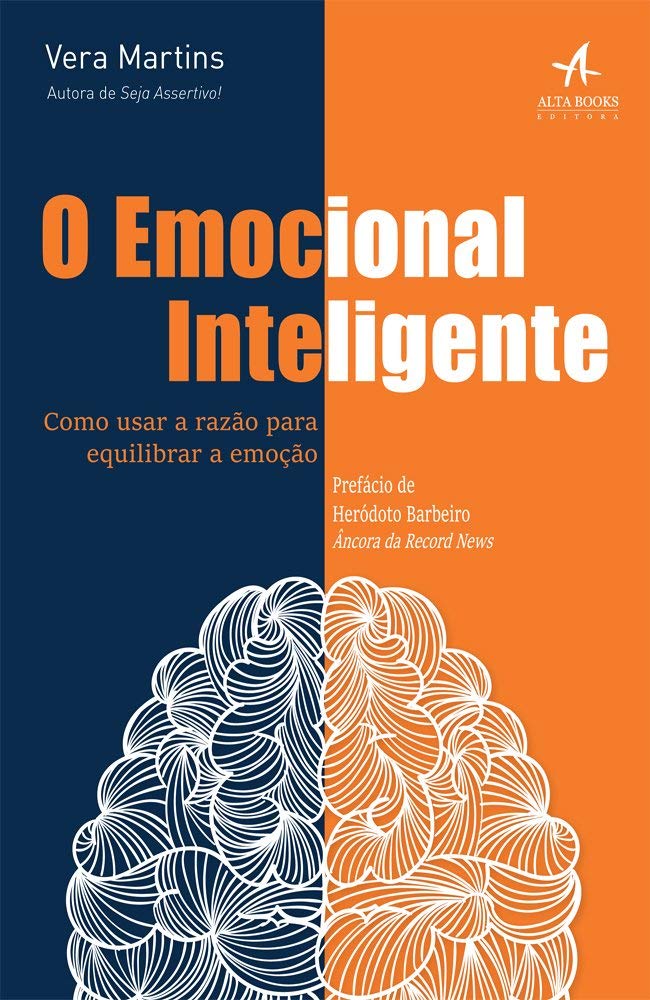 Vera Martins
Autora de Seja Assertivo!
ALTA BOOKS
EDITORA
O Emocional
Inteligente
Como usar a razão para
equilibrar a emoção
Prefácio de
Heródoto Barbeiro
Âncora da Record News